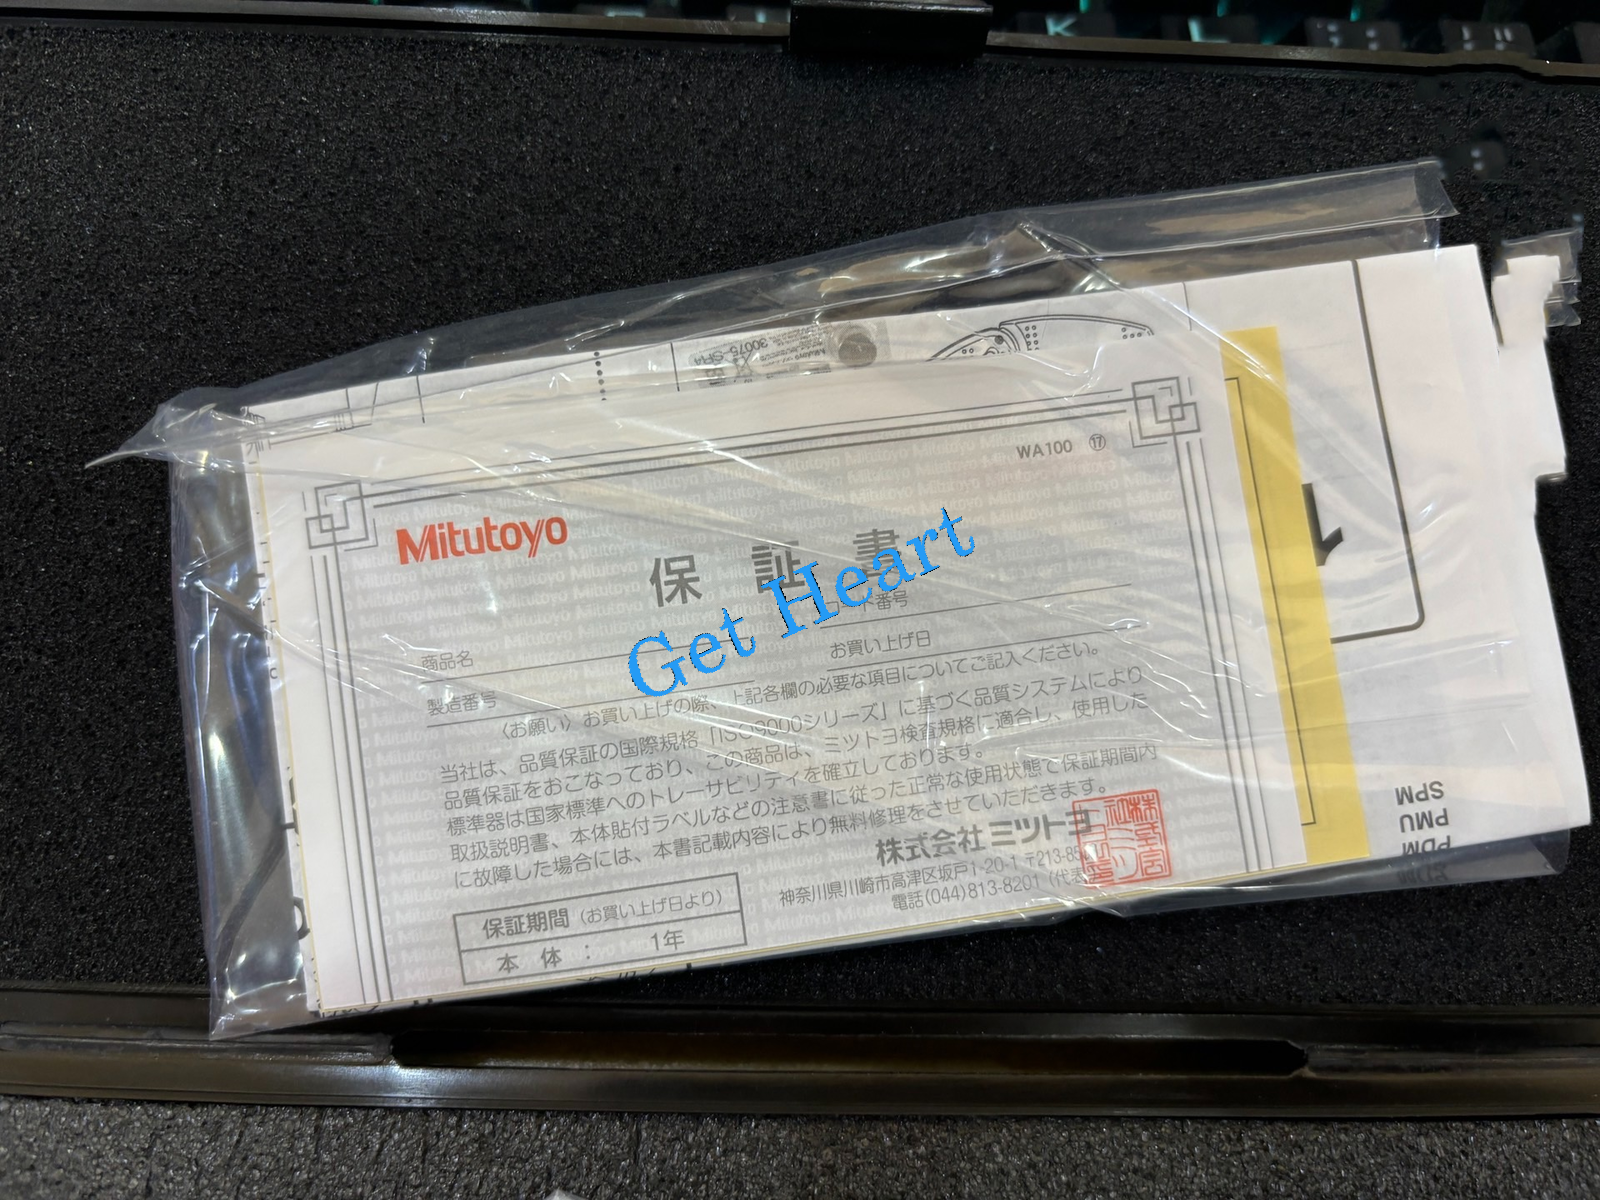 WA100 ⑰
Mitutoyo
保証書
Get Heart
コード番号
商品名
お買い上げ日
製造番号
〈お願い〉お買い上げの際、上記各欄の必要な項目についてご記入ください。
当社は、品質保証の国際規格「ISO9000シリーズ」に基づく品質システムにより
品質保証をおこなっており、この商品は、ミツトヨ検査規格に適合し、使用した
標準器は国家標準へのトレーサビリティを確立しております。
取扱説明書、本体貼付ラベルなどの注意書に従った正常な使用状態で保証期間内
に故障した場合には、本書記載内容により無料修理をさせていただきます。
株式会社 ミツトヨ
神奈川県川崎市高津区坂戸1-20-1 〒213-85
電話(044)813-8201 (代表)
保証期間 (お買い上げ日より)
本体: 1年
1
SPM
PMU
PDM